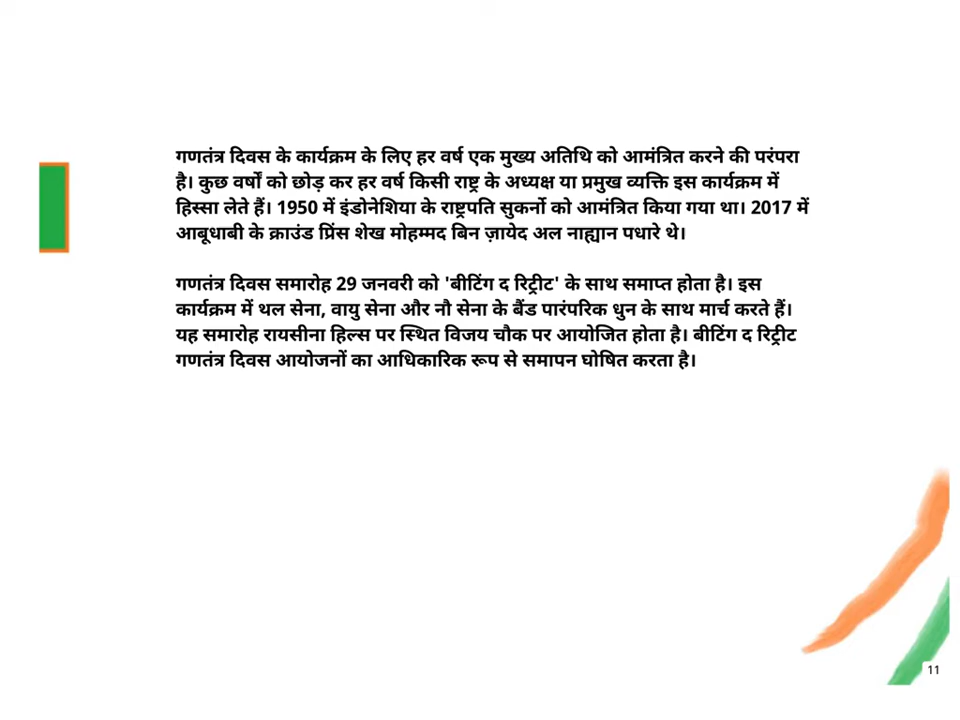 गणतंत्र दिवस के कार्यक्रम के लिए हर वर्ष एक मुख्य अतिथि को आमंत्रित करने की परंपरा
है। कुछ वर्षों को छोड़ कर हर वर्ष किसी राष्ट्र के अध्यक्ष या प्रमुख व्यक्ति इस कार्यक्रम में
हिस्सा लेते हैं। 1950 में इंडोनेशिया के राष्ट्रपति सुकर्नो को आमंत्रित किया गया था। 2017 में
आबूधाबी के क्राउंड प्रिंस शेख मोहम्मद बिन ज़ायेद अल नाह्यान पधारे थे।
गणतंत्र दिवस समारोह 29 जनवरी को 'बीटिंग द रिट्रीट' के साथ समाप्त होता है। इस
कार्यक्रम में थल सेना, वायु सेना और नौ सेना के बैंड पारंपरिक धुन के साथ मार्च करते हैं।
यह समारोह रायसीना हिल्स पर स्थित विजय चौक पर आयोजित होता है। बीटिंग द रिट्रीट
गणतंत्र दिवस आयोजनों का आधिकारिक रूप से समापन घोषित करता है।
11